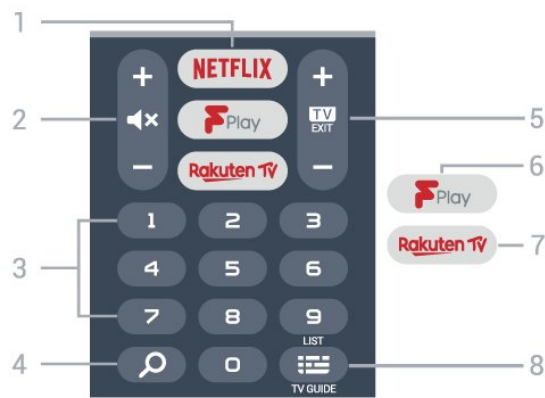 1
NETFLIX
+ +
2
Play
TV
EXIT
5
- -
Rakuten TV
6
Play
1 2 3
Rakuten TV
7
3
4 5 6
7 8 9
LIST
4
0
8
TV GUIDE